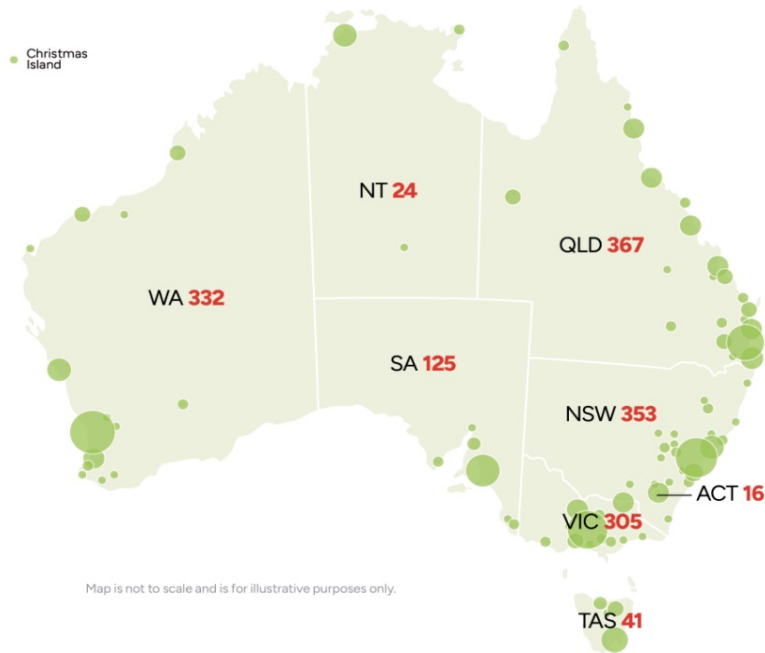 Christmas
Island
NT 24
QLD 367
WA 332
SA 125
NSW 353
ACT 16
VIC 305
Map is not to scale and is for illustrative purposes only.
TAS 41